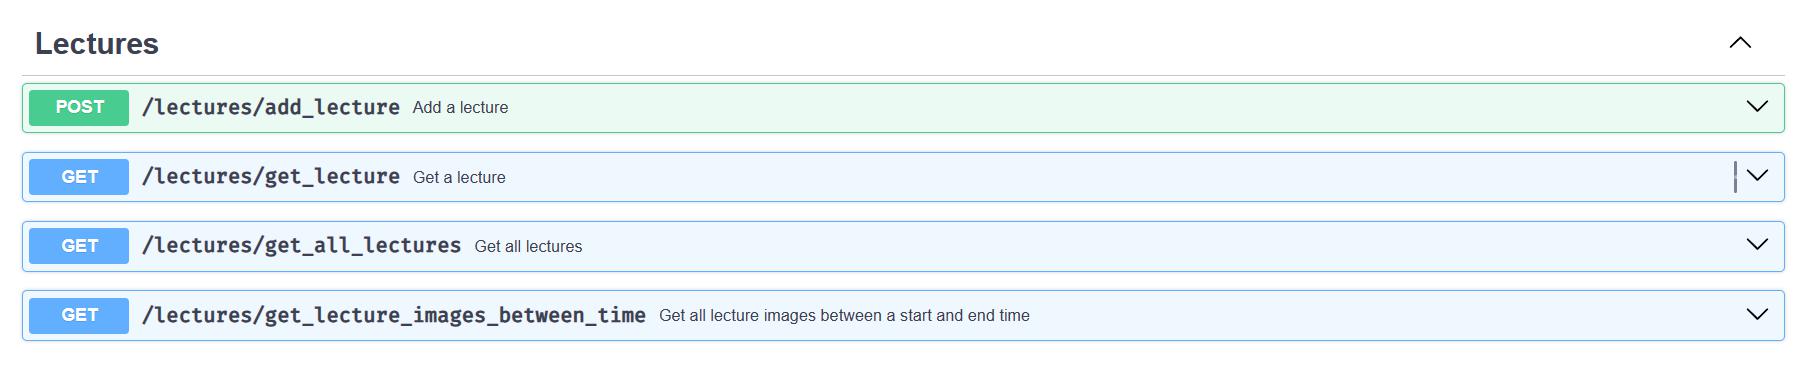 Lectures
POST /lectures/add_lecture Add a lecture
GET /lectures/get_lecture Get a lecture
GET /lectures/get_all_lectures Get all lectures
GET /lectures/get_lecture_images_between_time Get all lecture images between a start and end time